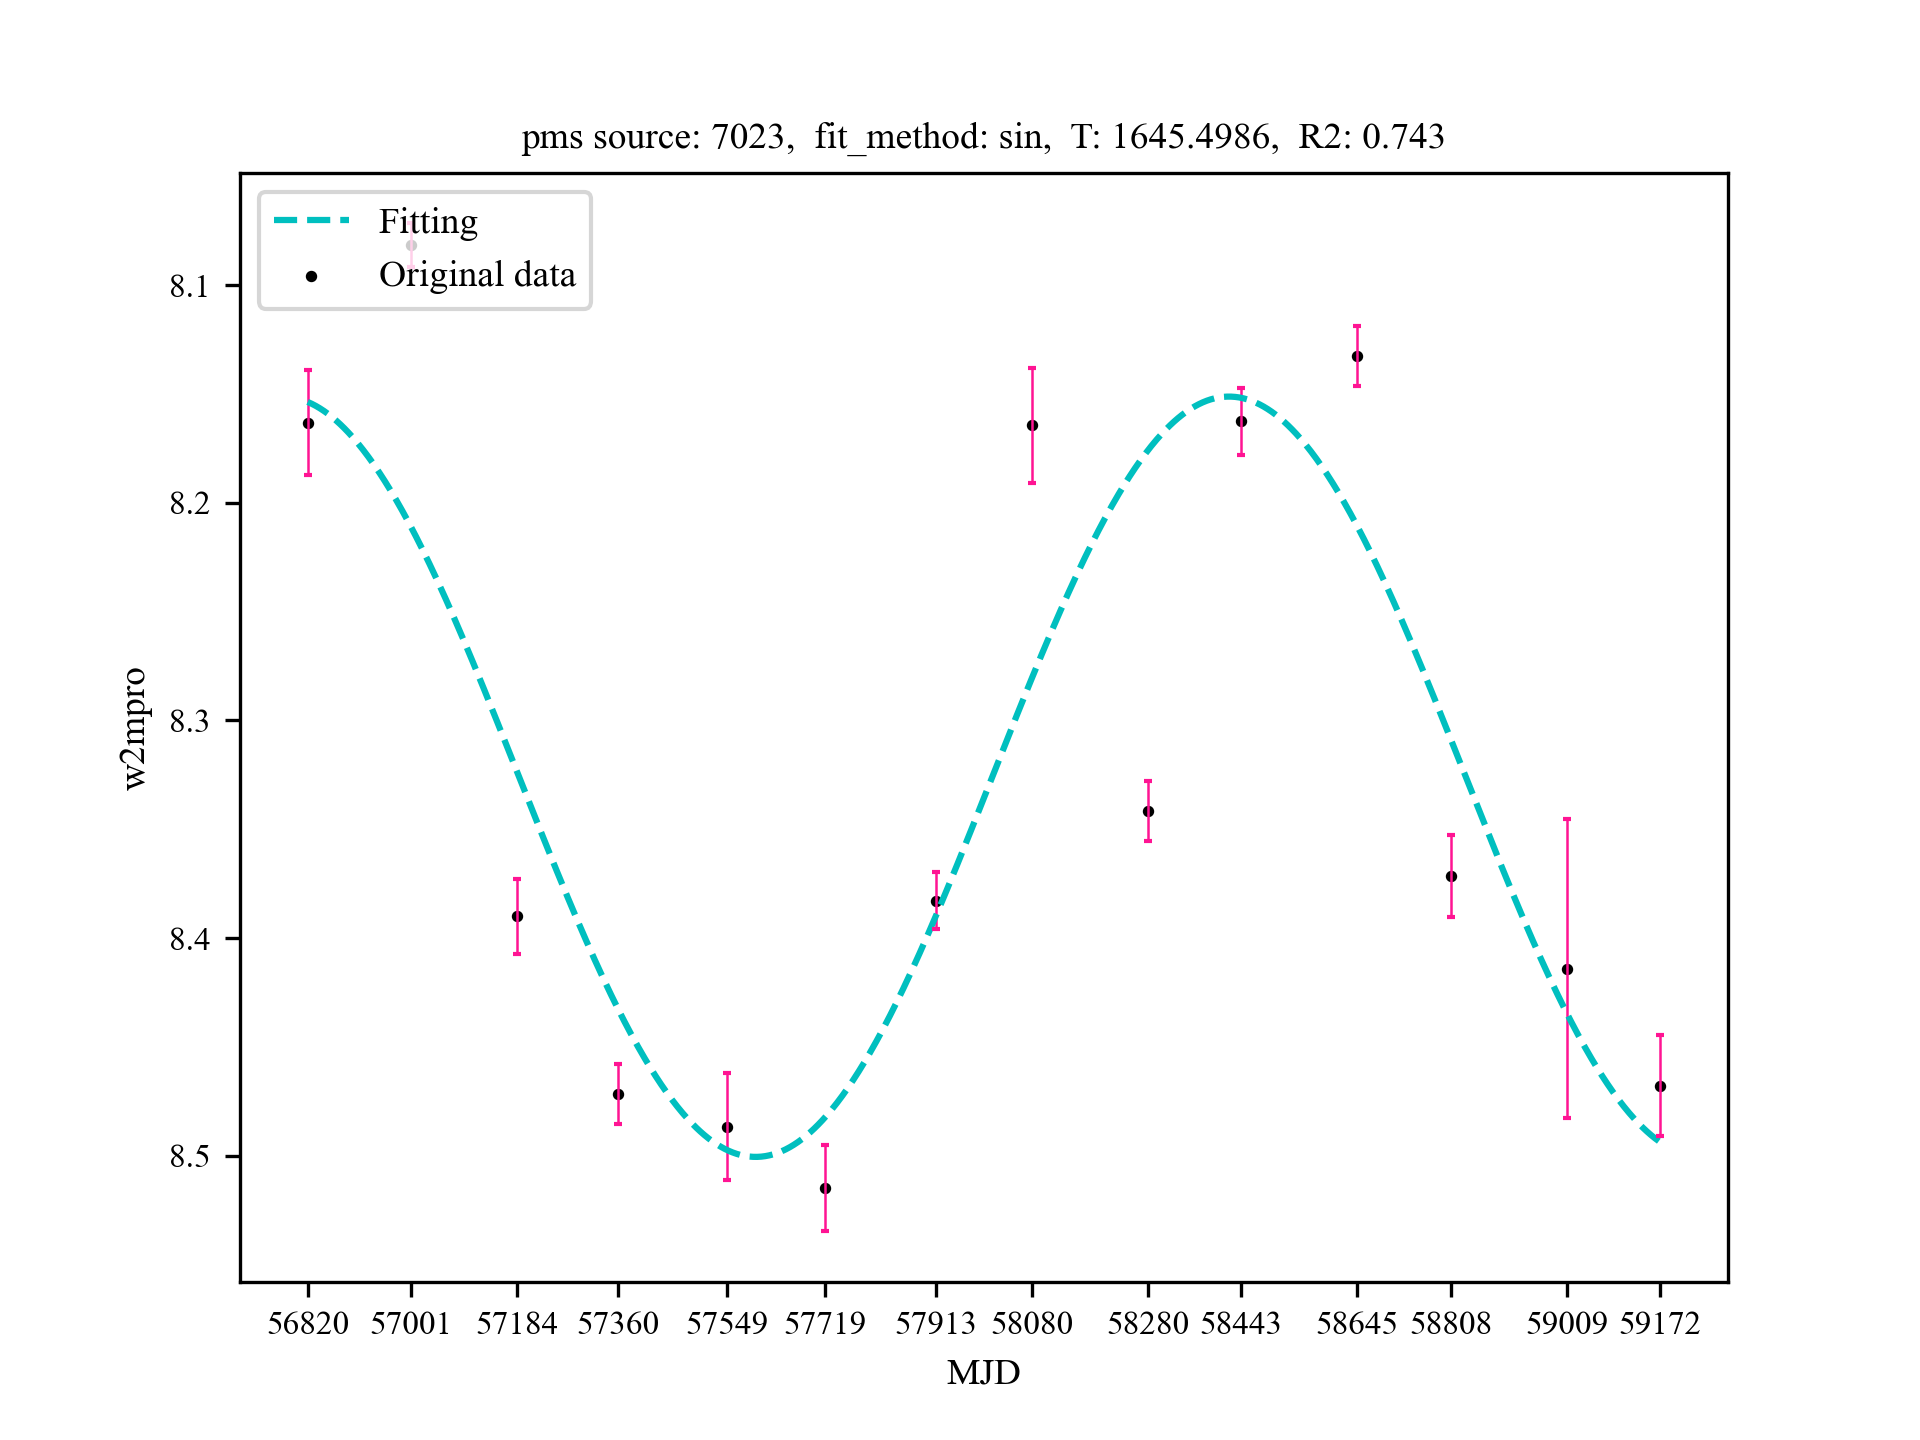 pms source: 7023, fit_method: sin, T: 1645.4986, R2: 0.743
Fitting
Original data
8.1
8.2
8.3
8.4
8.5
w2mpro
56820 57001 57184 57360 57549 57719 57913 58080 58280 58443 58645 58808 59009 59172
MJD